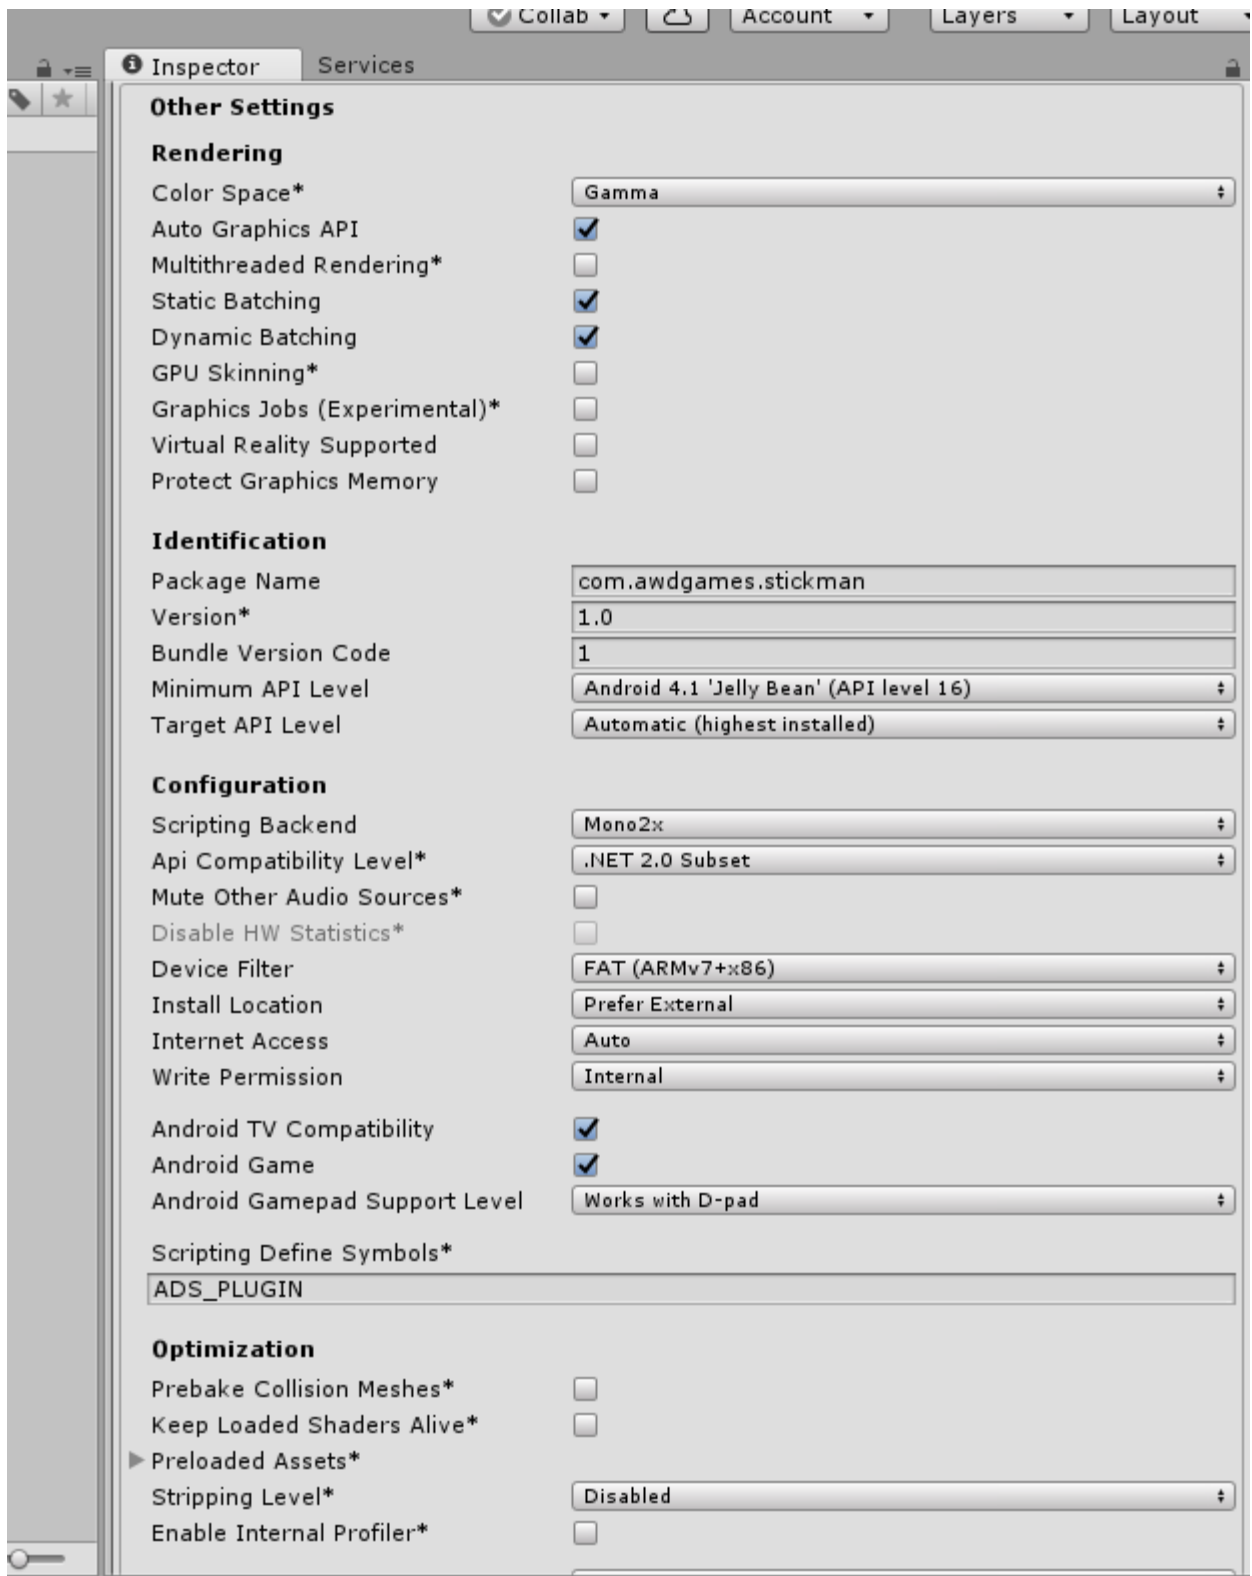 Collab
Account
Layers
Layout
Inspector
Services
Other Settings
Rendering
Color Space* Gamma
Auto Graphics API
Multithreaded Rendering*
Static Batching
Dynamic Batching
GPU Skinning*
Graphics Jobs (Experimental)*
Virtual Reality Supported
Protect Graphics Memory
Identification
Package Name com.awdgames.stickman
Version* 1.0
Bundle Version Code 1
Minimum API Level Android 4.1 'Jelly Bean' (API level 16)
Target API Level Automatic (highest installed)
Configuration
Scripting Backend Mono2x
Api Compatibility Level* .NET 2.0 Subset
Mute Other Audio Sources*
Disable HW Statistics*
Device Filter FAT (ARMv7+x86)
Install Location Prefer External
Internet Access Auto
Write Permission Internal
Android TV Compatibility
Android Game
Android Gamepad Support Level Works with D-pad
Scripting Define Symbols*
ADS_PLUGIN
Optimization
Prebake Collision Meshes*
Keep Loaded Shaders Alive*
Preloaded Assets*
Stripping Level* Disabled
Enable Internal Profiler*